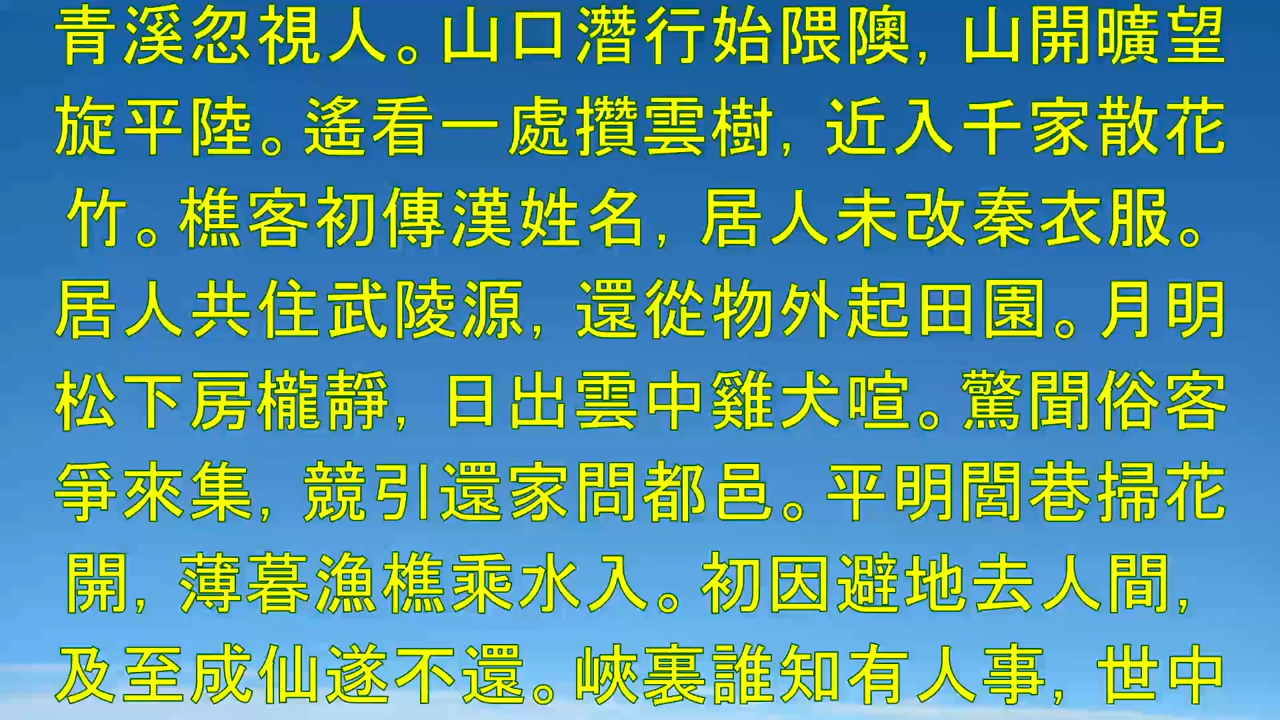 青溪忽視人。山口潛行始隈隩，山開曠望
旋平陸。遙看一處攢雲樹，近入千家散花
竹。樵客初傳漢姓名，居人未改秦衣服。
居人共住武陵源，還從物外起田園。月明
松下房櫳靜，日出雲中雞犬喧。驚聞俗客
爭來集，競引還家問都邑。平明閭巷掃花
開，薄暮漁樵乘水入。初因避地去人間，
及至成仙遂不還。峽裏誰知有人事，世中